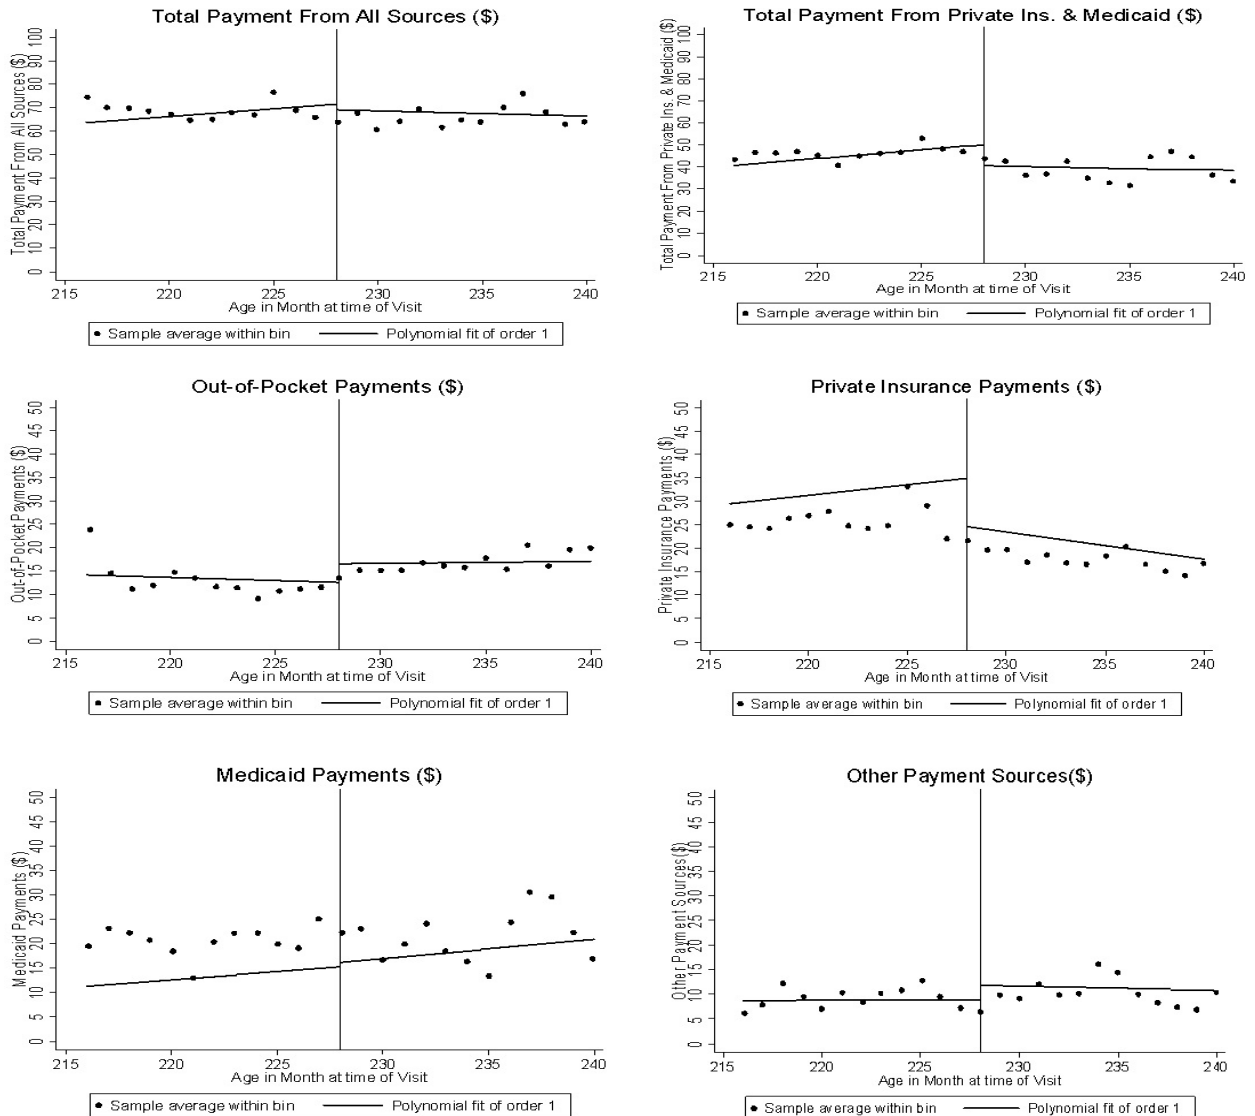 Total Payment From All Sources ($)
Total Payment From All Sources ($)
0 10 20 30 40 50 60 70 80 90 100
215 220 225 230 235 240
Age in Month at time of Visit
Sample average within bin Polynomial fit of order 1
Total Payment From Private Ins. & Medicaid ($)
Total Payment From Private Ins. & Medicaid ($)
0 10 20 30 40 50 60 70 80 90 100
215 220 225 230 235 240
Age in Month at time of Visit
Sample average within bin Polynomial fit of order 1
Out-of-Pocket Payments ($)
Out-of-Pocket Payments ($)
0 5 10 15 20 25 30 35 40 45 50
215 220 225 230 235 240
Age in Month at time of Visit
Sample average within bin Polynomial fit of order 1
Private Insurance Payments ($)
Private Insurance Payments ($)
0 5 10 15 20 25 30 35 40 45 50
215 220 225 230 235 240
Age in Month at time of Visit
Sample average within bin Polynomial fit of order 1
Medicaid Payments ($)
Medicaid Payments ($)
0 5 10 15 20 25 30 35 40 45 50
215 220 225 230 235 240
Age in Month at time of Visit
Sample average within bin Polynomial fit of order 1
Other Payment Sources($)
Other Payment Sources($)
0 5 10 15 20 25 30 35 40 45 50
215 220 225 230 235 240
Age in Month at time of Visit
Sample average within bin Polynomial fit of order 1